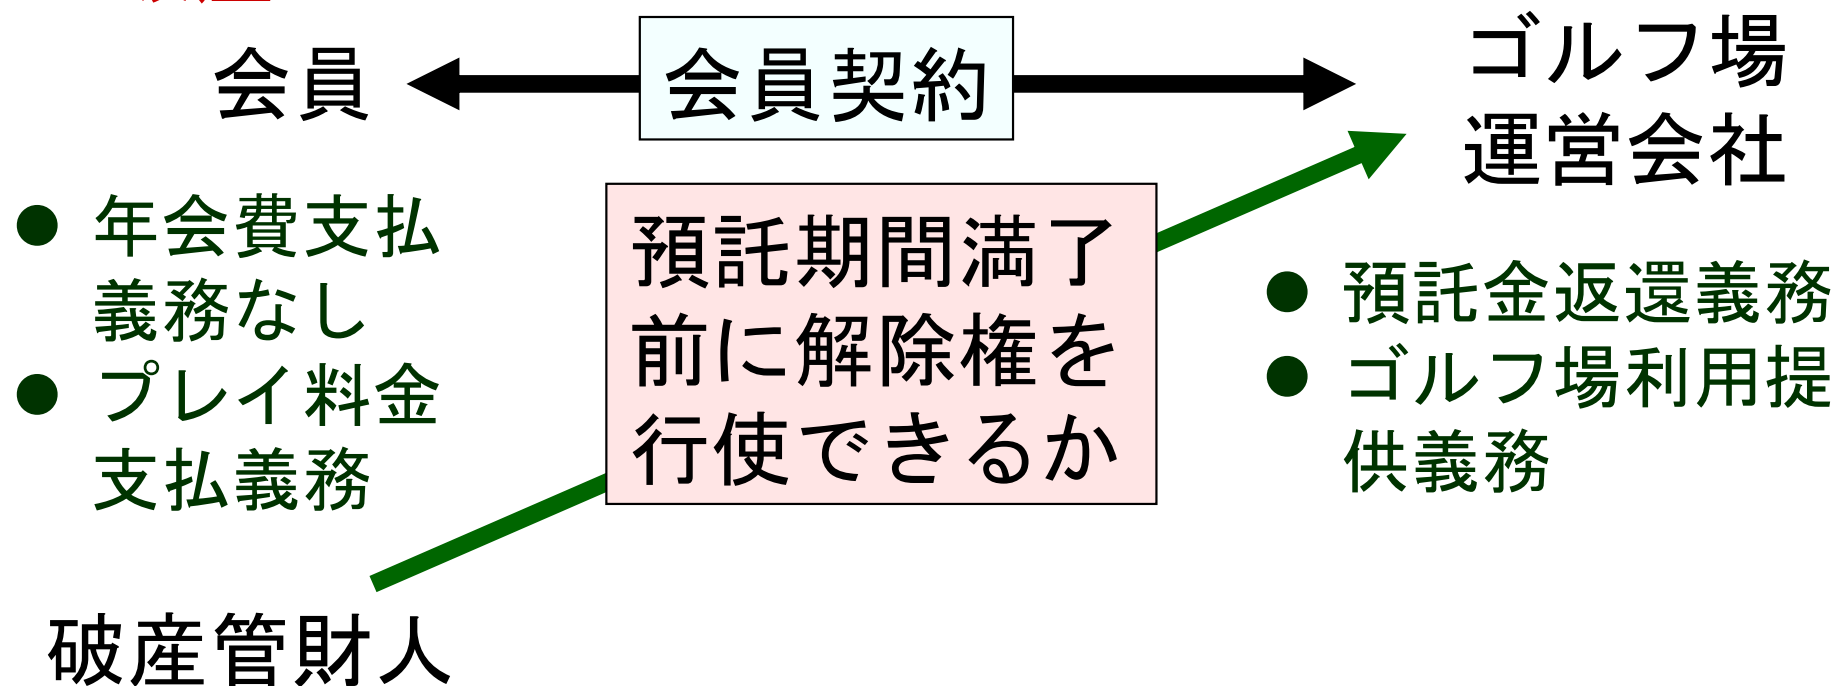 会員
会員契約
ゴルフ場
運営会社
● 年会費支払
義務なし
● プレイ料金
支払義務
預託期間満了
前に解除権を
行使できるか
● 預託金返還義務
● ゴルフ場利用提
供義務
破産管財人